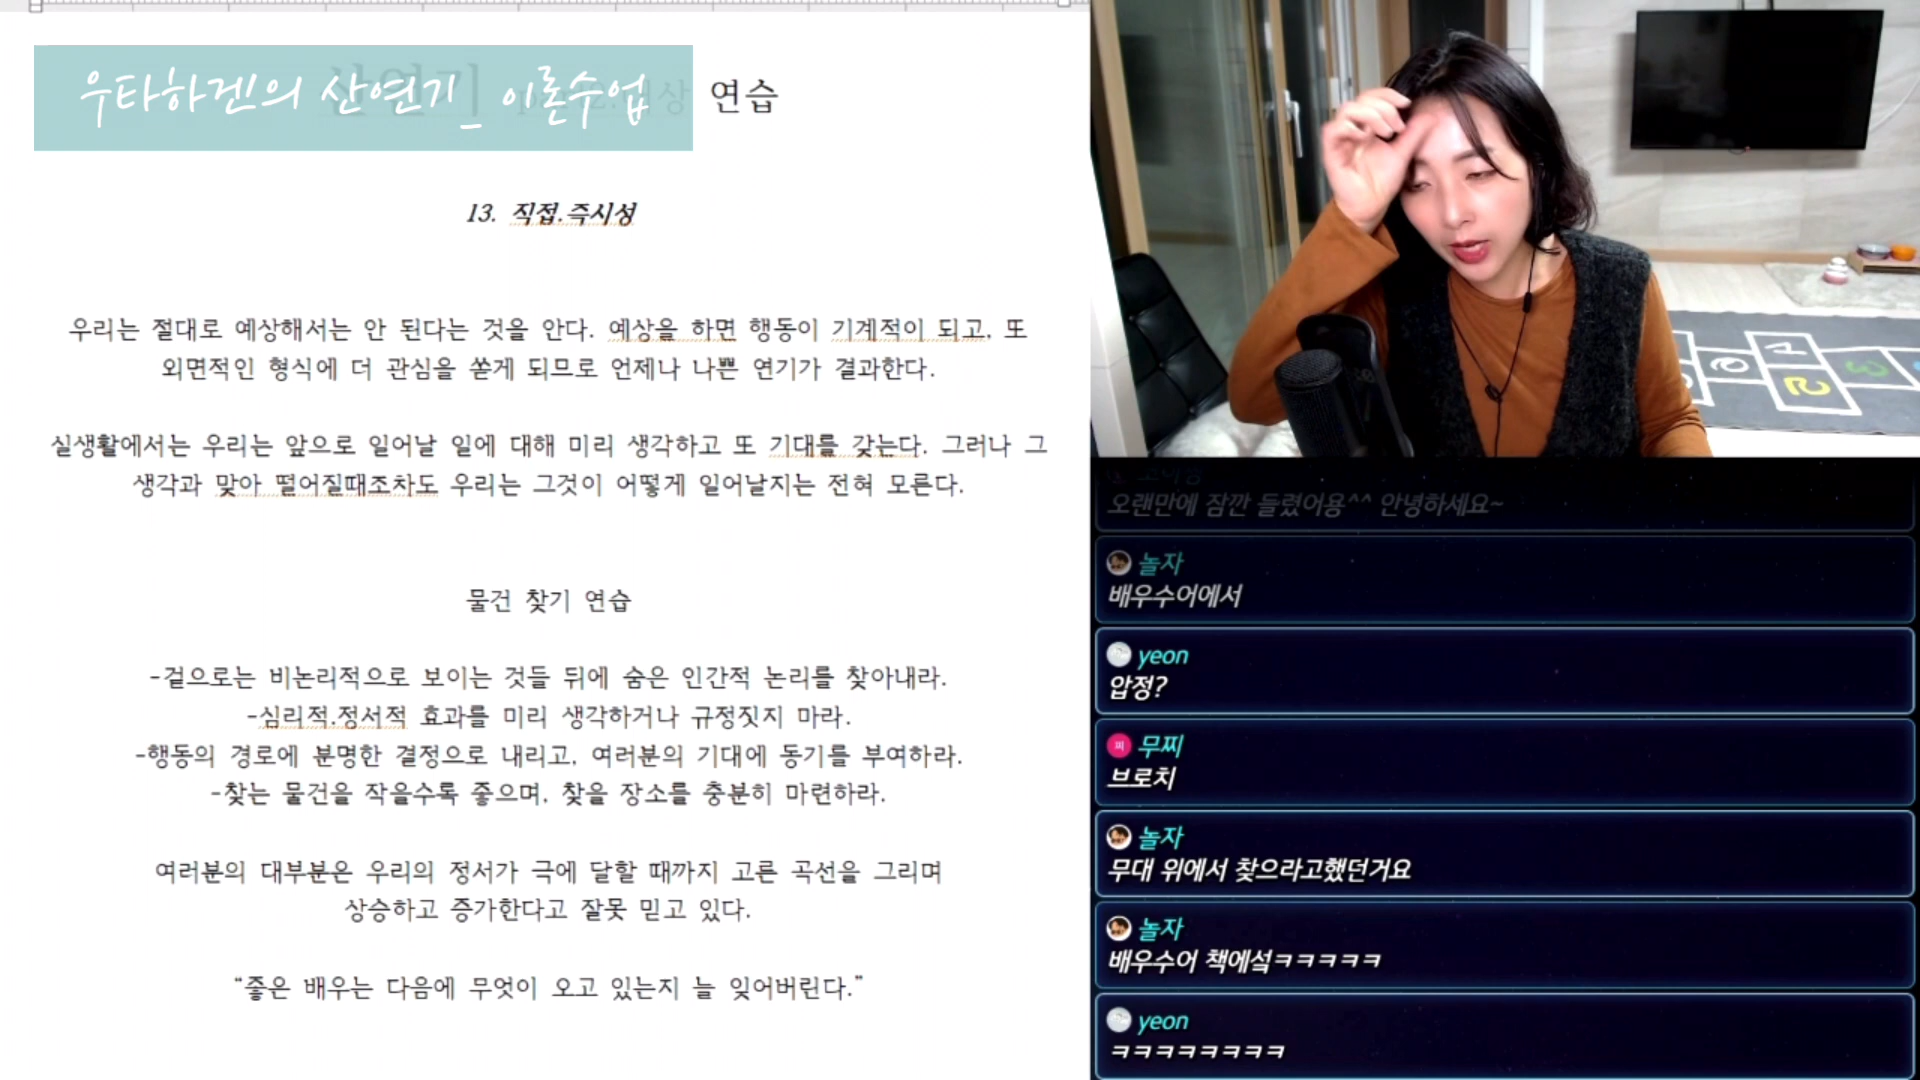 우타하겐의 산연기_ 이론수업
연습
13. 직접.즉시성
우리는 절대로 예상해서는 안 된다는 것을 안다. 예상을 하면 행동이 기계적이 되고, 또
외면적인 형식에 더 관심을 쏟게 되므로 언제나 나쁜 연기가 결과한다.
실생활에서는 우리는 앞으로 일어날 일에 대해 미리 생각하고 또 기대를 갖는다. 그러나 그
생각과 맞아 떨어질때조차도 우리는 그것이 어떻게 일어날지는 전혀 모른다.
물건 찾기 연습
-겉으로는 비논리적으로 보이는 것들 뒤에 숨은 인간적 논리를 찾아내라.
-심리적.정서적 효과를 미리 생각하거나 규정짓지 마라.
-행동의 경로에 분명한 결정으로 내리고, 여러분의 기대에 동기를 부여하라.
-찾는 물건을 작을수록 좋으며, 찾을 장소를 충분히 마련하라.
여러분의 대부분은 우리의 정서가 극에 달할 때까지 고른 곡선을 그리며
상승하고 증가한다고 잘못 믿고 있다.
“좋은 배우는 다음에 무엇이 오고 있는지 늘 잊어버린다.”
오랜만에 잠깐 들렸어용^^ 안녕하세요~
놀자
배우수어에서
yeon
압정?
찌 무찌
브로치
놀자
무대 위에서 찾으라고했던거요
놀자
배우수어 책에섴ㅋㅋㅋㅋㅋ
yeon
ㅋㅋㅋㅋㅋㅋㅋㅋ